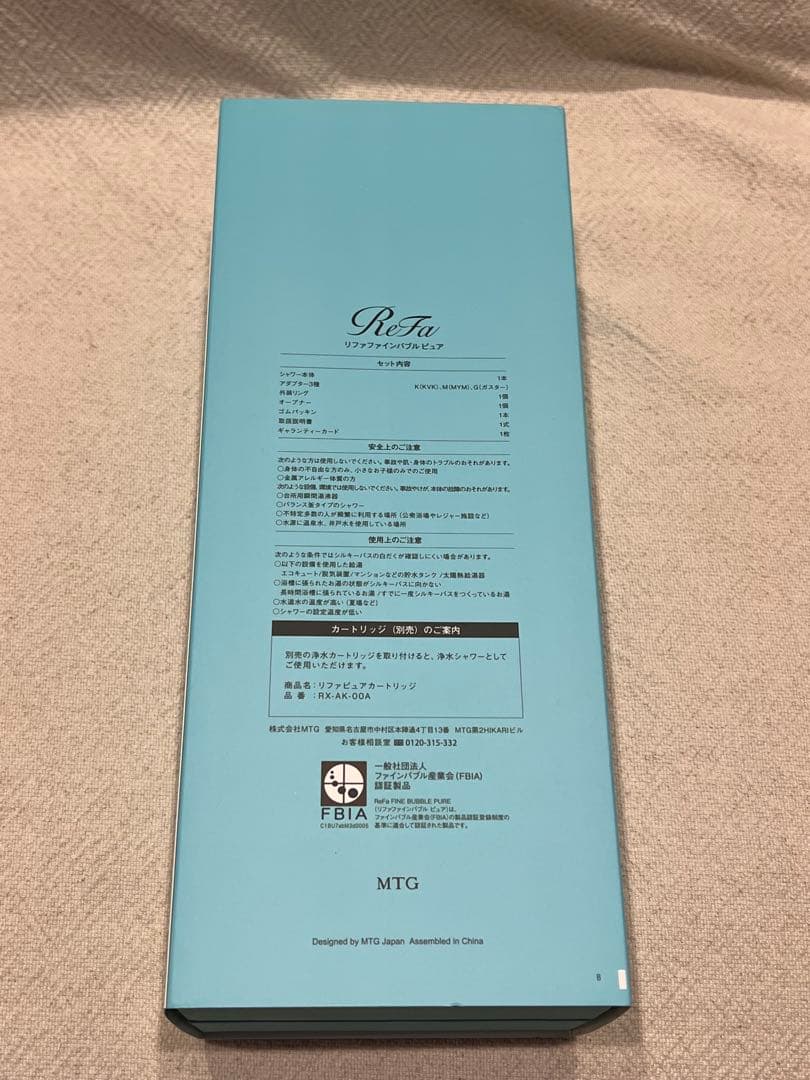 ReFa
リファファインバブル ピュア
セット内容
シャワー本体 1本
アダプター3種 K(KVK)、M(MYM)、G(ガスター)
外装リング 1個
オープナー 1個
ゴムパッキン 1本
取扱説明書 1式
ギャランティーカード 1枚
安全上のご注意
次のような方は使用しないでください。事故や肌・身体のトラブルのおそれがあります。
○身体の不自由な方のみ、小さなお子様のみでのご使用
○金属アレルギー体質の方
次のような設備、環境では使用しないでください。事故やけが、本体の故障のおそれがあります。
○台所用瞬間湯沸器
○バランス釜タイプのシャワー
○不特定多数の人が頻繁に利用する場所(公衆浴場やレジャー施設など)
○水源に温泉水、井戸水を使用している場所
使用上のご注意
次のような条件ではシルキーバスの白だくが確認しにくい場合があります。
○以下の設備を使用した給湯
エコキュート/脱気装置/マンションなどの貯水タンク/太陽熱給湯器
○浴槽に張られたお湯の状態がシルキーバスに向かない
長時間浴槽に張られているお湯/すでに一度シルキーバスをつくっているお湯
○水道水の温度が高い(夏場など)
○シャワーの設定温度が低い
カートリッジ(別売)のご案内
別売の浄水カートリッジを取り付けると、浄水シャワーとして
ご使用いただけます。
商品名:リファピュアカートリッジ
品番:RX-AK-00A
株式会社MTG 愛知県名古屋市中村区本陣通4丁目13番 MTG第2HIKARIビル
お客様相談室 0120-315-332
一般社団法人
ファインバブル産業会(FBIA)
認証製品
FBIA
C18U7abM3d0005
ReFa FINE BUBBLE PURE
(リファファインバブル ピュア)は、
ファインバブル産業会(FBIA)の製品認証登録制度の
基準に適合して認証された製品です。
MTG
Designed by MTG Japan Assembled in China
B